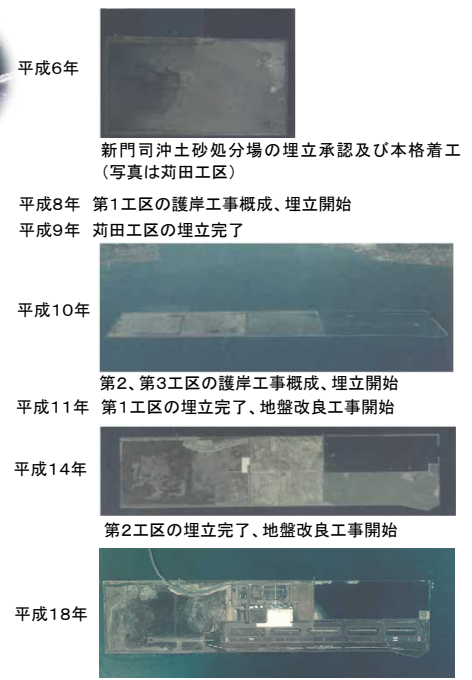 平成6年
新門司沖土砂処分場の埋立承認及び本格着工
(写真は苅田工区)
平成8年 第1工区の護岸工事概成、埋立開始
平成9年 苅田工区の埋立完了
平成10年
第2、第3工区の護岸工事概成、埋立開始
平成11年 第1工区の埋立完了、地盤改良工事開始
平成14年
第2工区の埋立完了、地盤改良工事開始
平成18年